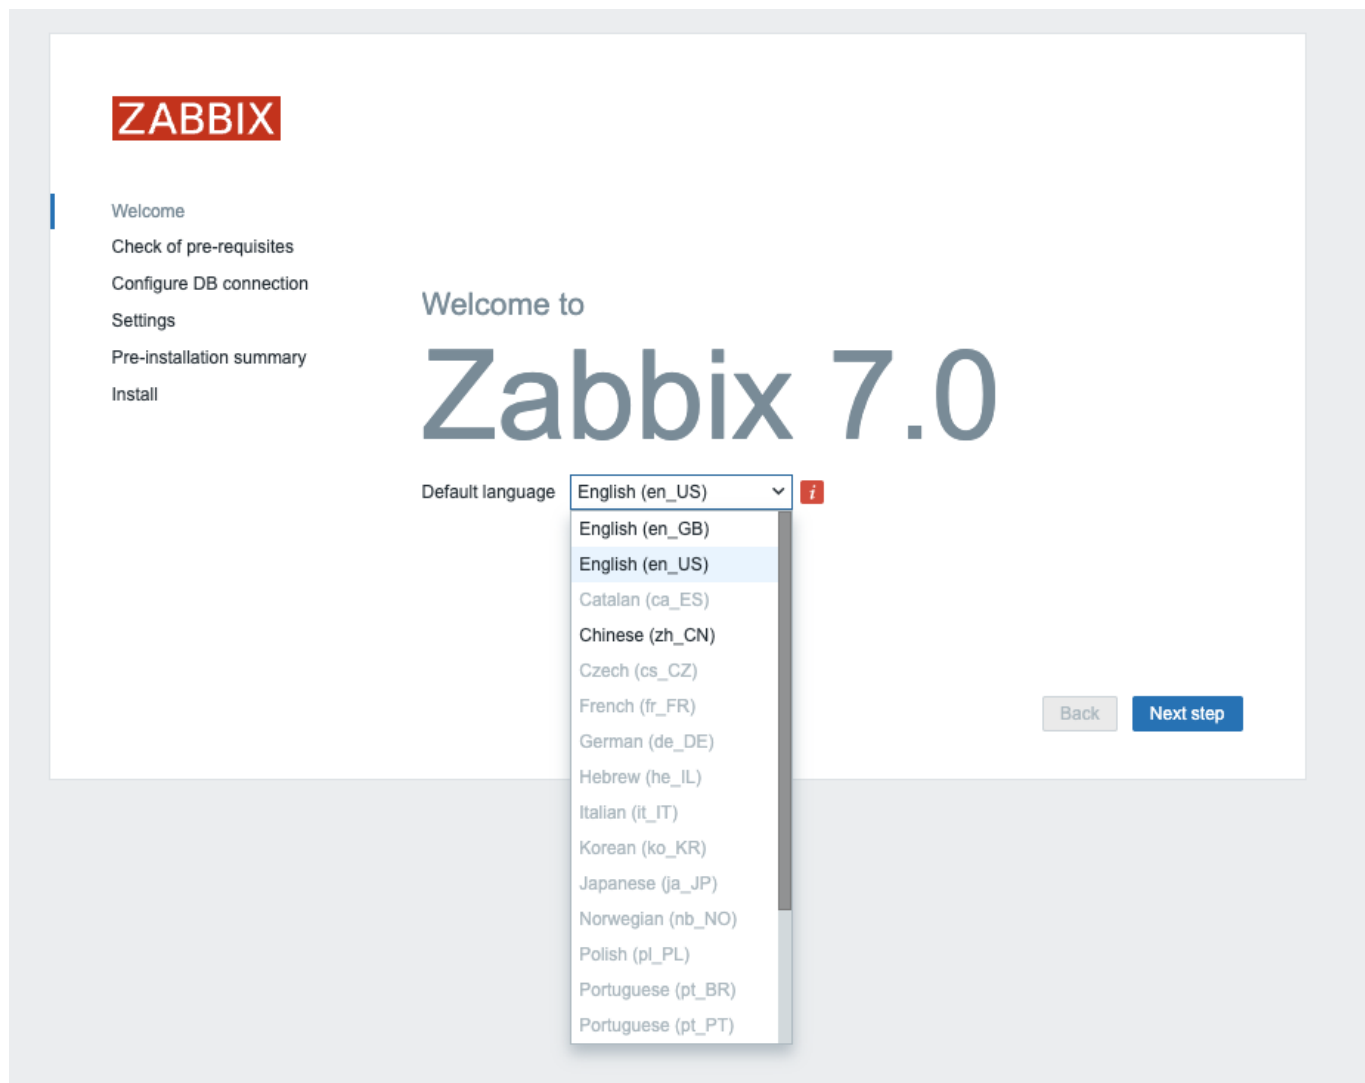 ZABBIX
Welcome
Check of pre-requisites
Configure DB connection
Settings
Pre-installation summary
Install
Welcome to
Zabbix 7.0
Default language English (en_US) i
English (en_GB)
English (en_US)
Catalan (ca_ES)
Chinese (zh_CN)
Czech (cs_CZ)
French (fr_FR)
German (de_DE)
Hebrew (he_IL)
Italian (it_IT)
Korean (ko_KR)
Japanese (ja_JP)
Norwegian (nb_NO)
Polish (pl_PL)
Portuguese (pt_BR)
Portuguese (pt_PT)
Back Next step